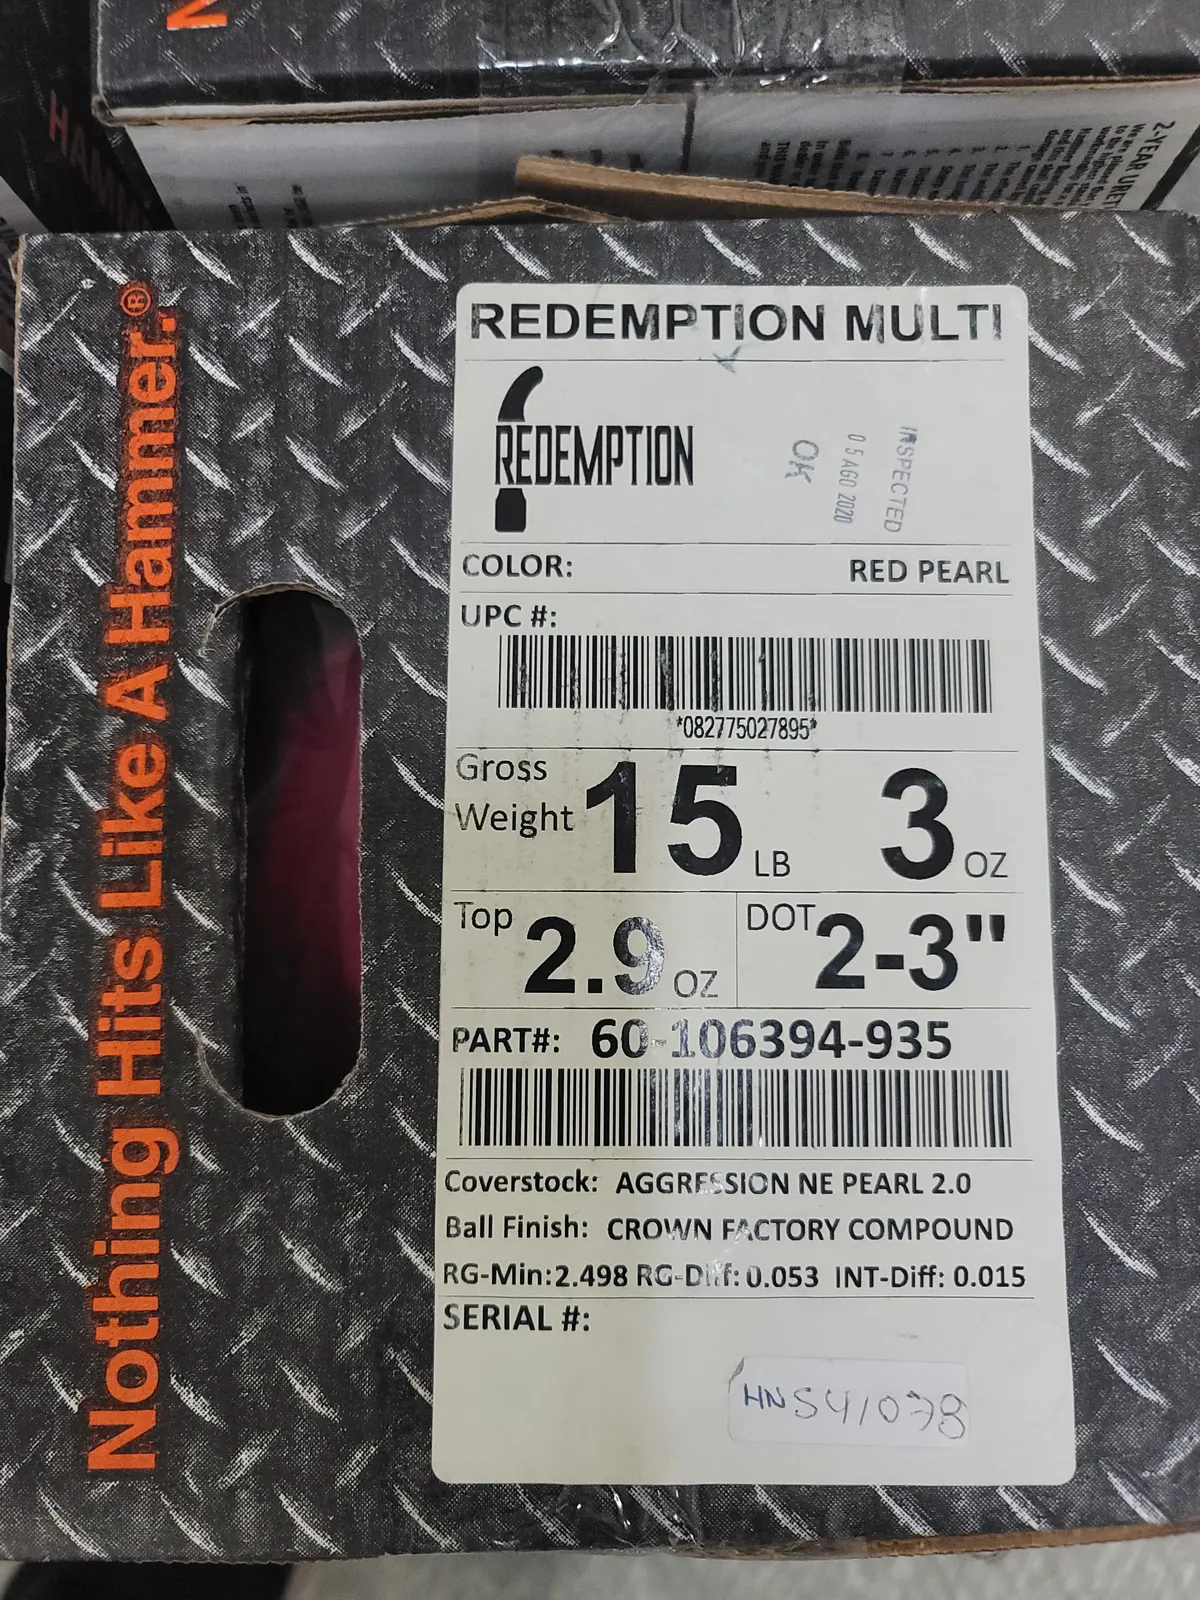 Nothing Hits Like A Hammer.®
REDEMPTION MULTI
REDEMPTION
OK
05 AGO 2020
INSPECTED
COLOR: RED PEARL
UPC #:
*082775027895*
Gross Weight 15 LB 3 OZ
Top 2.9 OZ DOT 2-3"
PART#: 60-106394-935
Coverstock: AGGRESSION NE PEARL 2.0
Ball Finish: CROWN FACTORY COMPOUND
RG-Min:2.498 RG-Diff: 0.053 INT-Diff: 0.015
SERIAL #:
HNS41078
2-YEAR